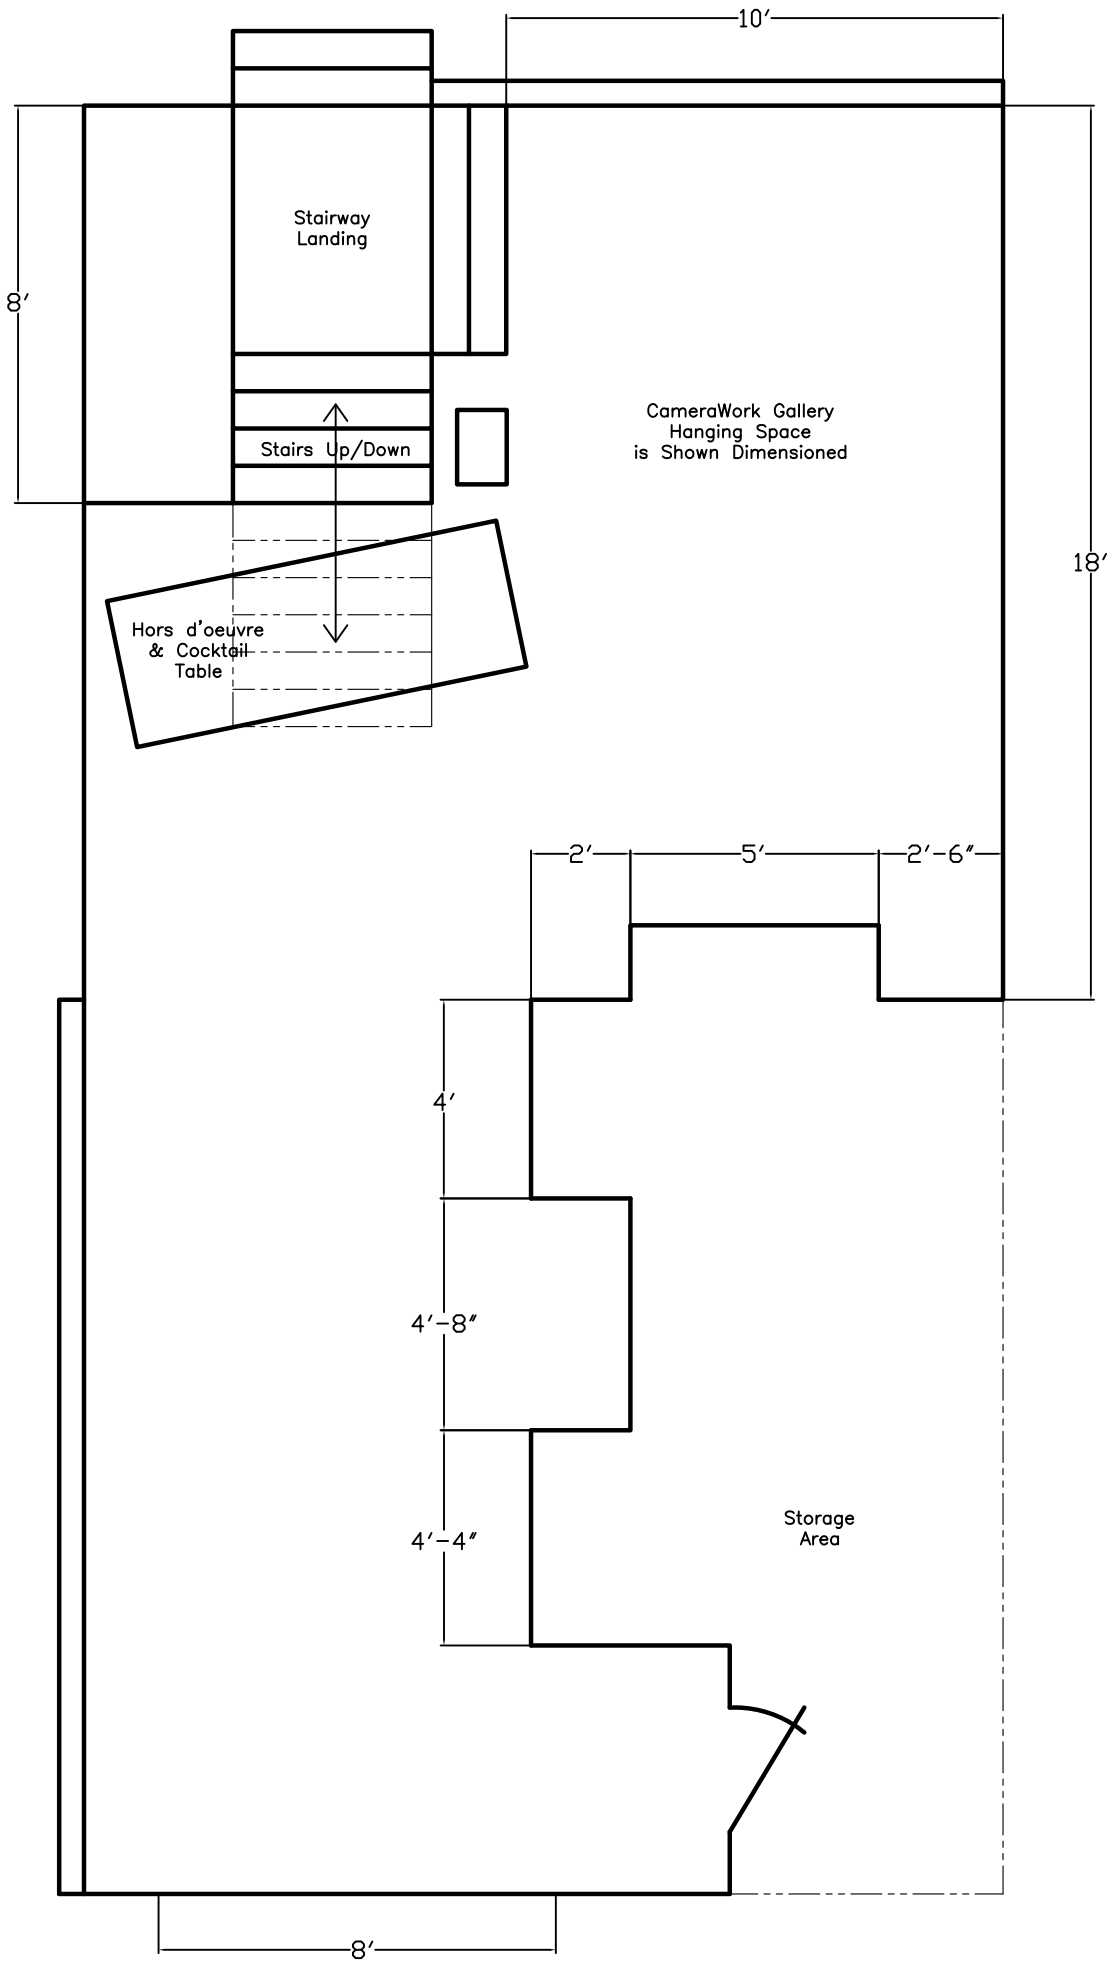 10'
Stairway
Landing
8'
CameraWork Gallery
Hanging Space
is Shown Dimensioned
Stairs Up/Down
18'
Hors d'oeuvre
& Cocktail
Table
2'
5'
2'-6"
4'
4'-8"
Storage
Area
4'-4"
8'